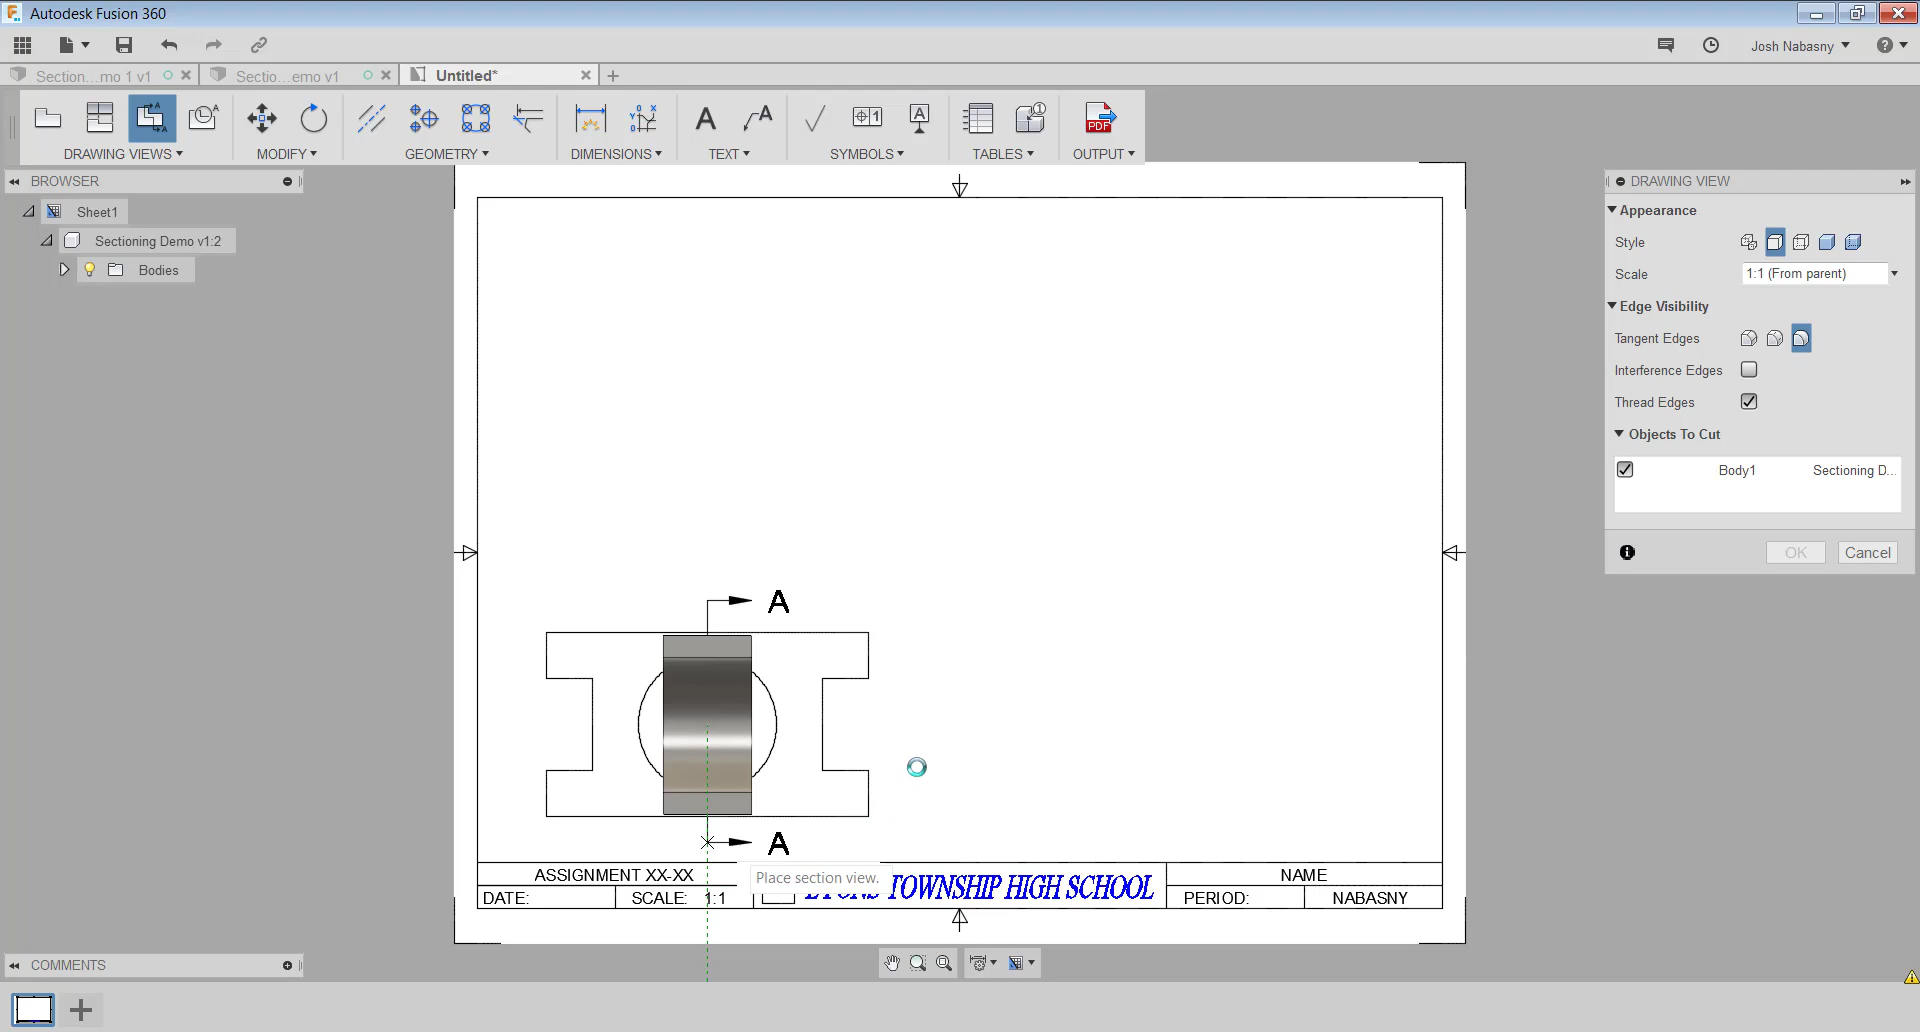 Autodesk Fusion 360
Josh Nabasny
Section...mo 1 v1
Sectio...emo v1
Untitled*
A
A
A
A
1
1
PDF
DRAWING VIEWS
MODIFY
GEOMETRY
DIMENSIONS
TEXT
SYMBOLS
TABLES
OUTPUT
BROWSER
Sheet1
Sectioning Demo v1:2
Bodies
DRAWING VIEW
Appearance
Style
Scale 1:1 (From parent)
Edge Visibility
Tangent Edges
Interference Edges
Thread Edges
Objects To Cut
Body1 Sectioning D...
OK Cancel
A
A
Place section view.
ASSIGNMENT XX-XX
DATE:
SCALE: 1:1
TOWNSHIP HIGH SCHOOL
NAME
PERIOD:
NABASNY
COMMENTS